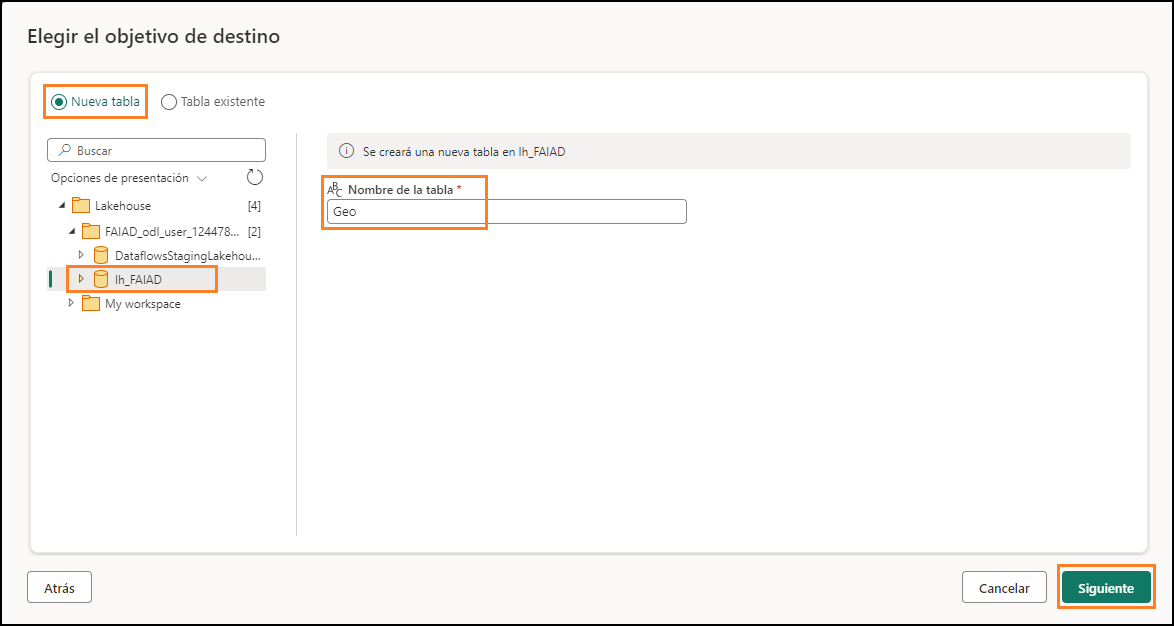 Elegir el objetivo de destino
Nueva tabla Tabla existente
Buscar
Opciones de presentación
Lakehouse [4]
FAIAD_odl_user_124478... [2]
DataflowsStagingLakehou...
lh_FAIAD
My workspace
Se creará una nueva tabla en lh_FAIAD
ABC Nombre de la tabla *
Geo
Atrás Cancelar Siguiente